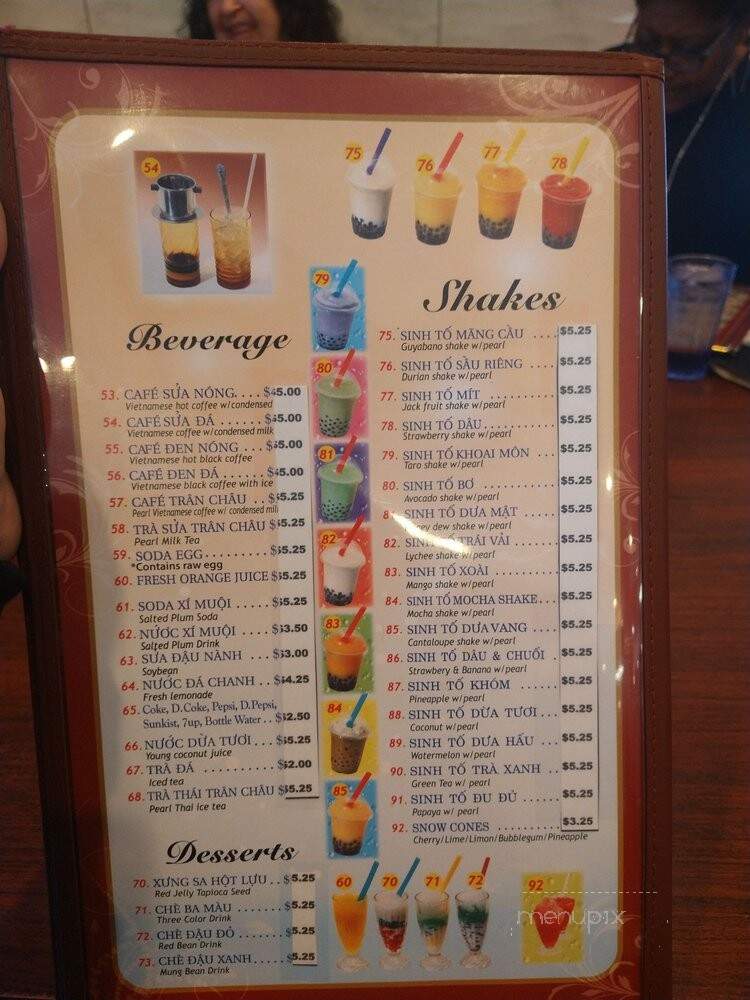 54
75
76
77
78
Beverage
53. CAFÉ SỬA NÓNG.... $5.00
Vietnamese hot coffee w/condensed
54. CAFÉ SỬA ĐÁ ...... $5.00
Vietnamese coffee w/condensed milk
55. CAFÉ ĐEN NÓNG .... $5.00
Vietnamese hot black coffee
56. CAFÉ ĐEN ĐÁ ...... $5.00
Vietnamese black coffee with ice
57. CAFÉ TRÂN CHÂU .. $5.25
Pearl Vietnamese coffee w/ condensed mil
58. TRÀ SỬA TRÂN CHÂU $5.25
Pearl Milk Tea
59. SODA EGG......... $5.25
*Contains raw egg
60. FRESH ORANGE JUICE $5.25
61. SODA XÍ MUỘI ..... $5.25
Salted Plum Soda
62. NƯỚC XÍ MUỘI .... $3.50
Salted Plum Drink
63. SƯA ĐẬU NÀNH ... $3.00
Soybean
64. NƯỚC ĐÁ CHANH .. $4.25
Fresh lemonade
65. Coke, D.Coke, Pepsi, D.Pepsi,
Sunkist, 7up, Bottle Water .. $2.50
66. NƯỚC DỪA TƯƠI... $5.25
Young coconut juice
67. TRÀ ĐÁ ......... $2.00
Iced tea
68. TRÀ THÁI TRÂN CHÂU $5.25
Pearl Thai ice tea
Desserts
70. XƯNG SA HỘT LỰU .. $5.25
Red Jelly Tapioca Seed
71. CHÈ BA MÀU ....... $5.25
Three Color Drink
72. CHÈ ĐẬU ĐỎ ...... $5.25
Red Bean Drink
73. CHÈ ĐẬU XANH .... $5.25
Mung Bean Drink
79
80
81
82
83
84
85
Shakes
75. SINH TỐ MÃNG CẦU .... $5.25
Guyabano shake w/pearl
76. SINH TỐ SẦU RIÊNG .... $5.25
Durian shake w/pearl
77. SINH TỐ MÍT ......... $5.25
Jack fruit shake w/pearl
78. SINH TỐ DÂU......... $5.25
Strawberry shake w/pearl
79. SINH TỐ KHOAI MÔN ... $5.25
Taro shake w/pearl
80. SINH TỐ BƠ ......... $5.25
Avocado shake w/pearl
SINH TỐ DƯA MẬT .... $5.25
dew shake w/pearl
82. SINH TỐ TRÁI VẢI ..... $5.25
Lychee shake w/pearl
83. SINH TỐ XOÀI ......... $5.25
Mango shake w/pearl
84. SINH TỐ MOCHA SHAKE... $5.25
Mocha shake w/pearl
85. SINH TỐ DƯA VANG .... $5.25
Cantaloupe shake w/pearl
86. SINH TỐ DÂU & CHUỐI . $5.25
Strawbery & Banana w/pearl
87. SINH TỐ KHÓM ...... $5.25
Pineapple w/pearl
88. SINH TỐ DỪA TƯƠI ... $5.25
Coconut w/pearl
89. SINH TỐ DƯA HẤU ... $5.25
Watermelon w/pearl
90. SINH TỐ TRÀ XANH .. $5.25
Green Tea w/ pearl
91. SINH TỐ ĐU ĐỦ ...... $5.25
Papaya w/ pearl
92. SNOW CONES ......... $3.25
Cherry/Lime/Limon/Bubblegum/Pineapple
60
70
71
72
92
menupix